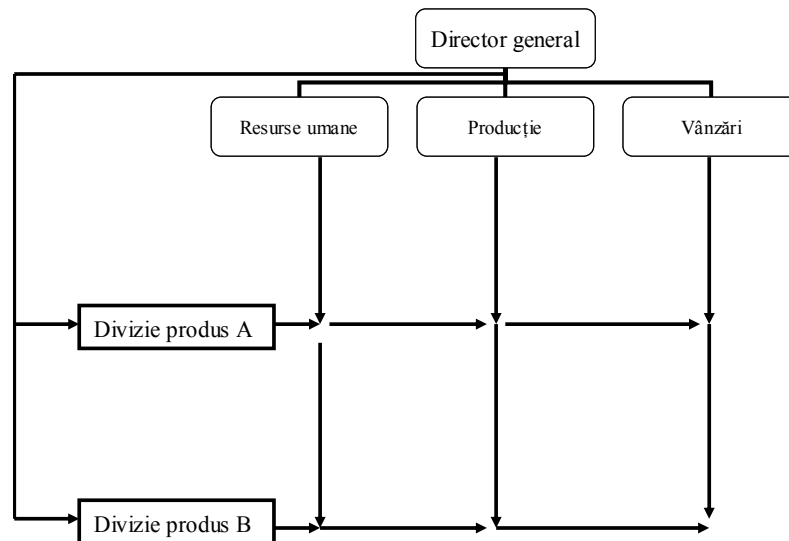 Director general
Resurse umane
Producție
Vânzări
Divizie produs A
Divizie produs B